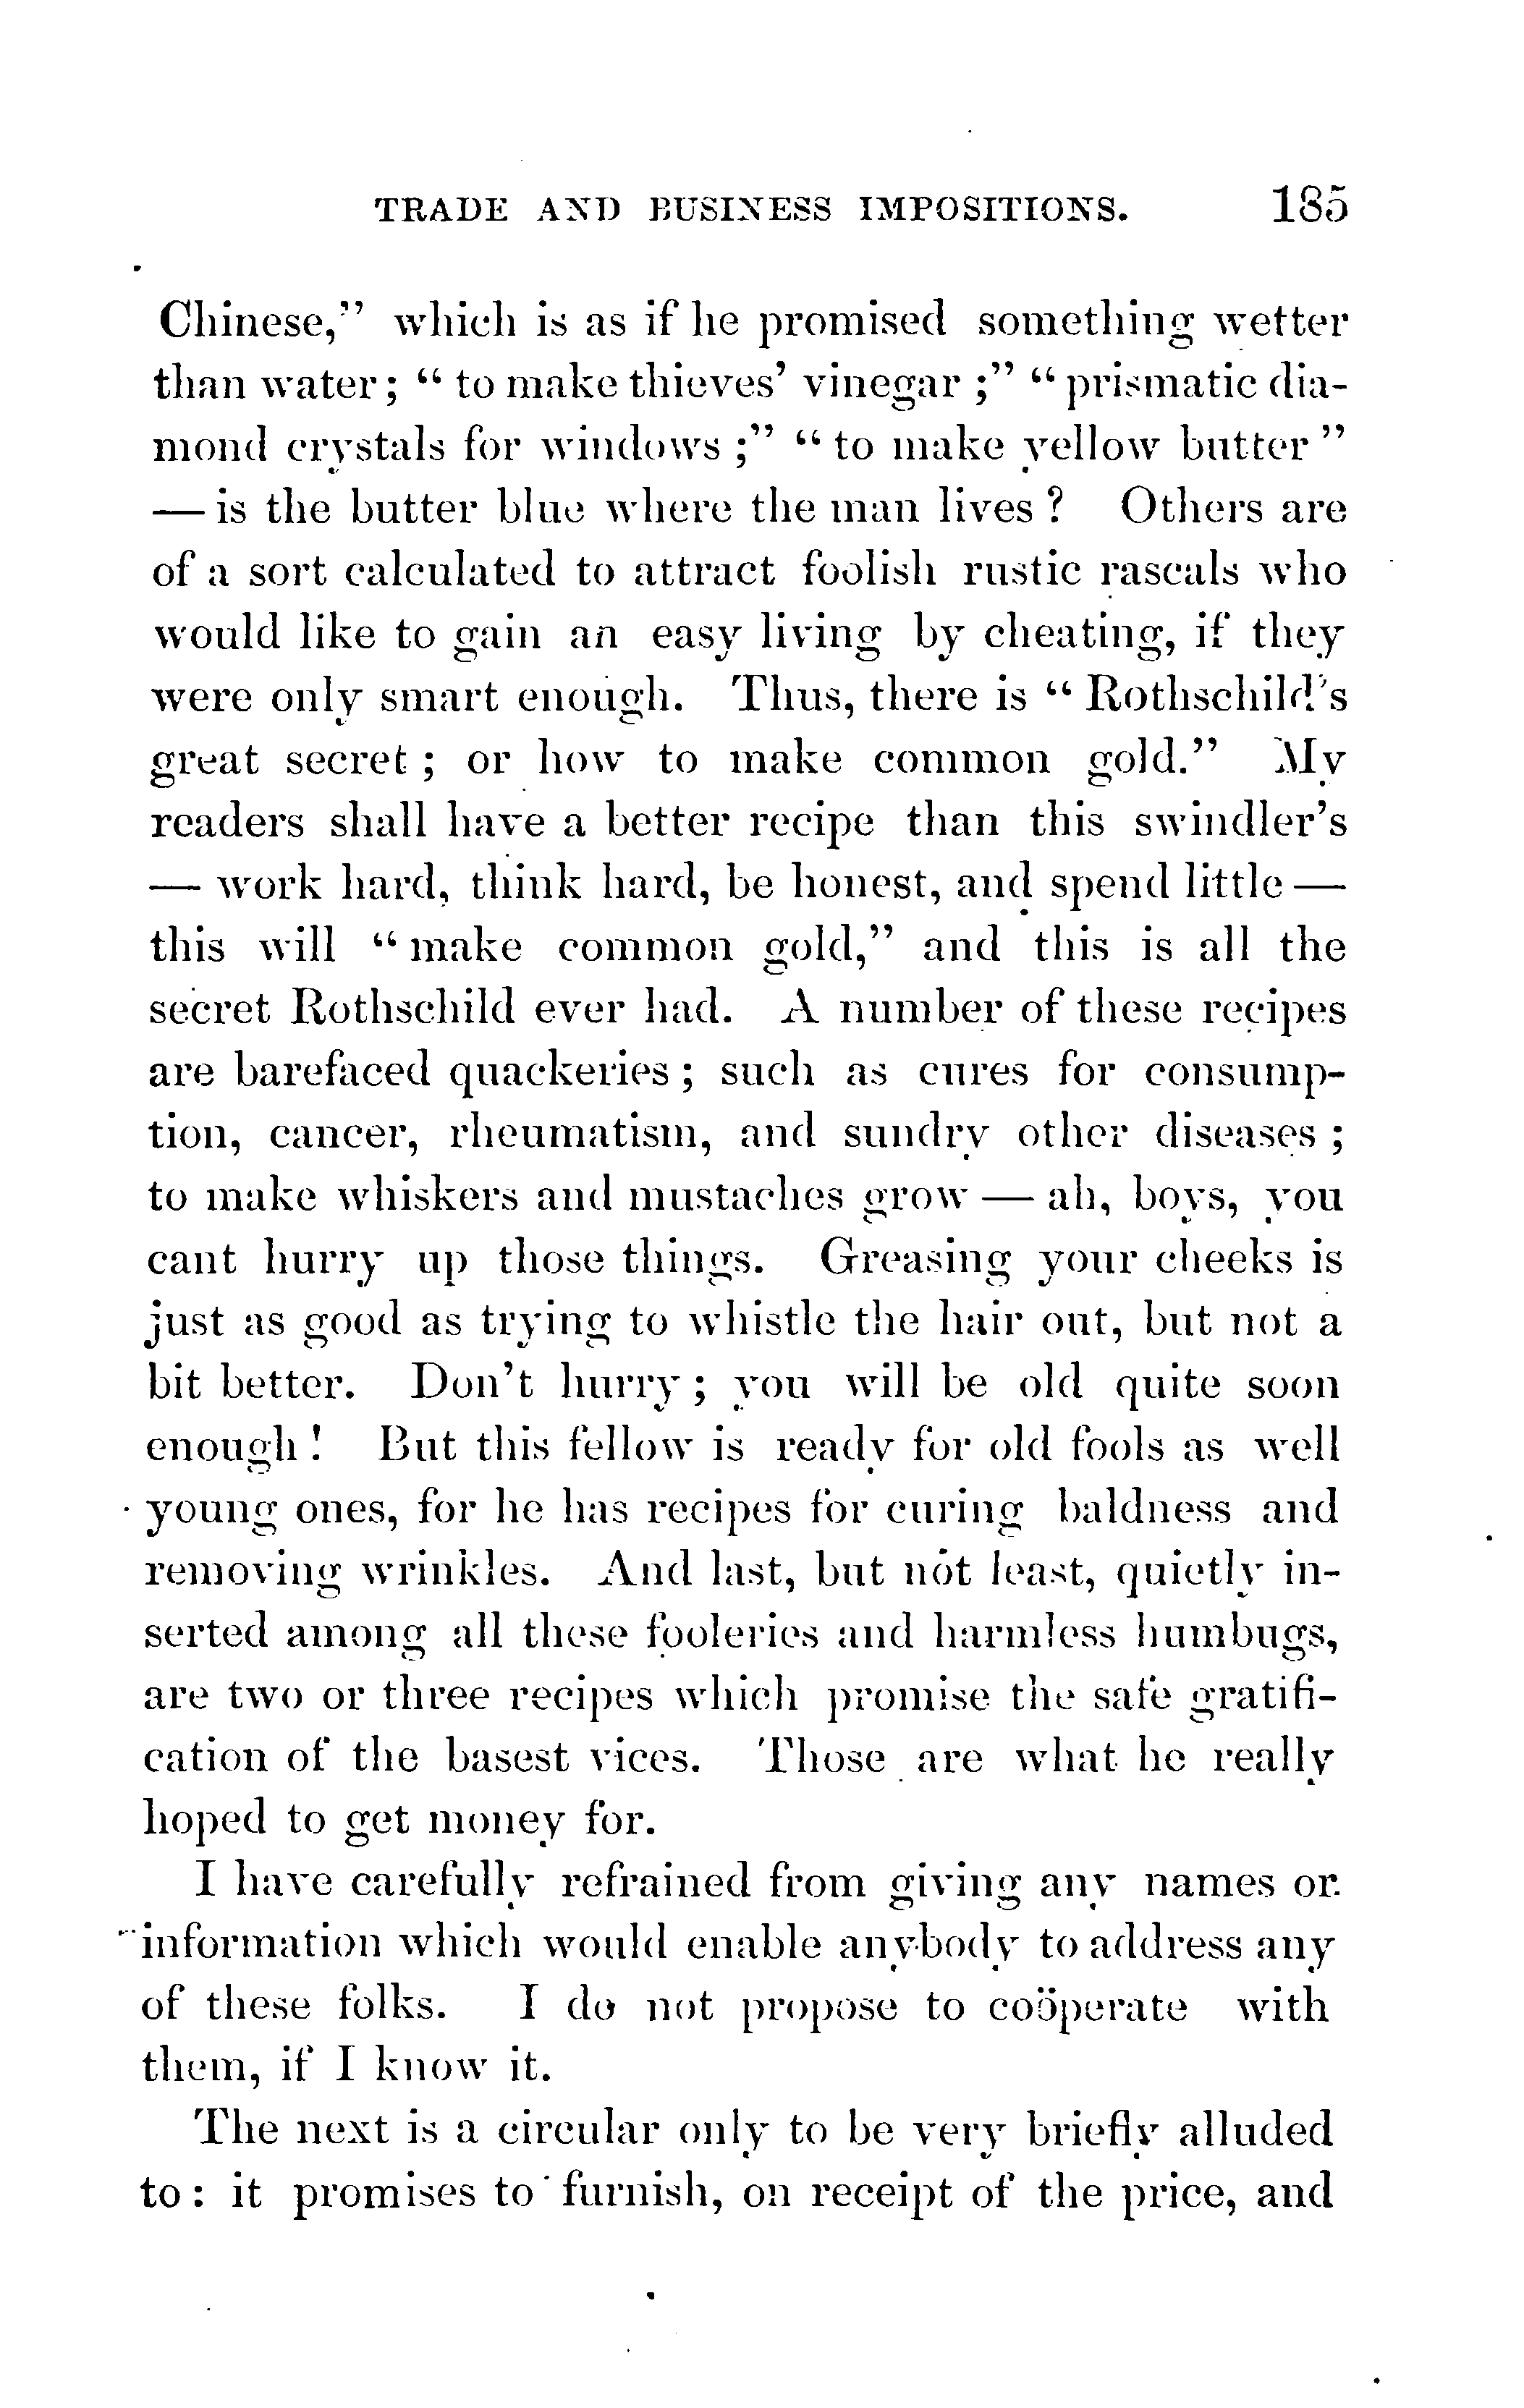 TRADE AND BUSINESS IMPOSITIONS. 185
Chinese,” which is as if he promised something wetter
than water; “ to make thieves’ vinegar ;” “ prismatic dia-
mond crystals for windows ;” “ to make yellow butter ”
— is the butter blue where the man lives ? Others are
of a sort calculated to attract foolish rustic rascals who
would like to gain an easy living by cheating, if they
were only smart enough. Thus, there is “ Rothschild’s
great secret ; or how to make common gold.” My
readers shall have a better recipe than this swindler’s
— work hard, think hard, be honest, and spend little —
this will “ make common gold,” and this is all the
secret Rothschild ever had. A number of these recipes
are barefaced quackeries ; such as cures for consump-
tion, cancer, rheumatism, and sundry other diseases ;
to make whiskers and mustaches grow — ah, boys, you
cant hurry up those things. Greasing your cheeks is
just as good as trying to whistle the hair out, but not a
bit better. Don’t hurry ; you will be old quite soon
enough ! But this fellow is ready for old fools as well
young ones, for he has recipes for curing baldness and
removing wrinkles. And last, but not least, quietly in-
serted among all these fooleries and harmless humbugs,
are two or three recipes which promise the safe gratifi-
cation of the basest vices. Those are what he really
hoped to get money for.
I have carefully refrained from giving any names or
information which would enable anybody to address any
of these folks. I do not propose to coöperate with
them, if I know it.
The next is a circular only to be very briefly alluded
to : it promises to furnish, on receipt of the price, and